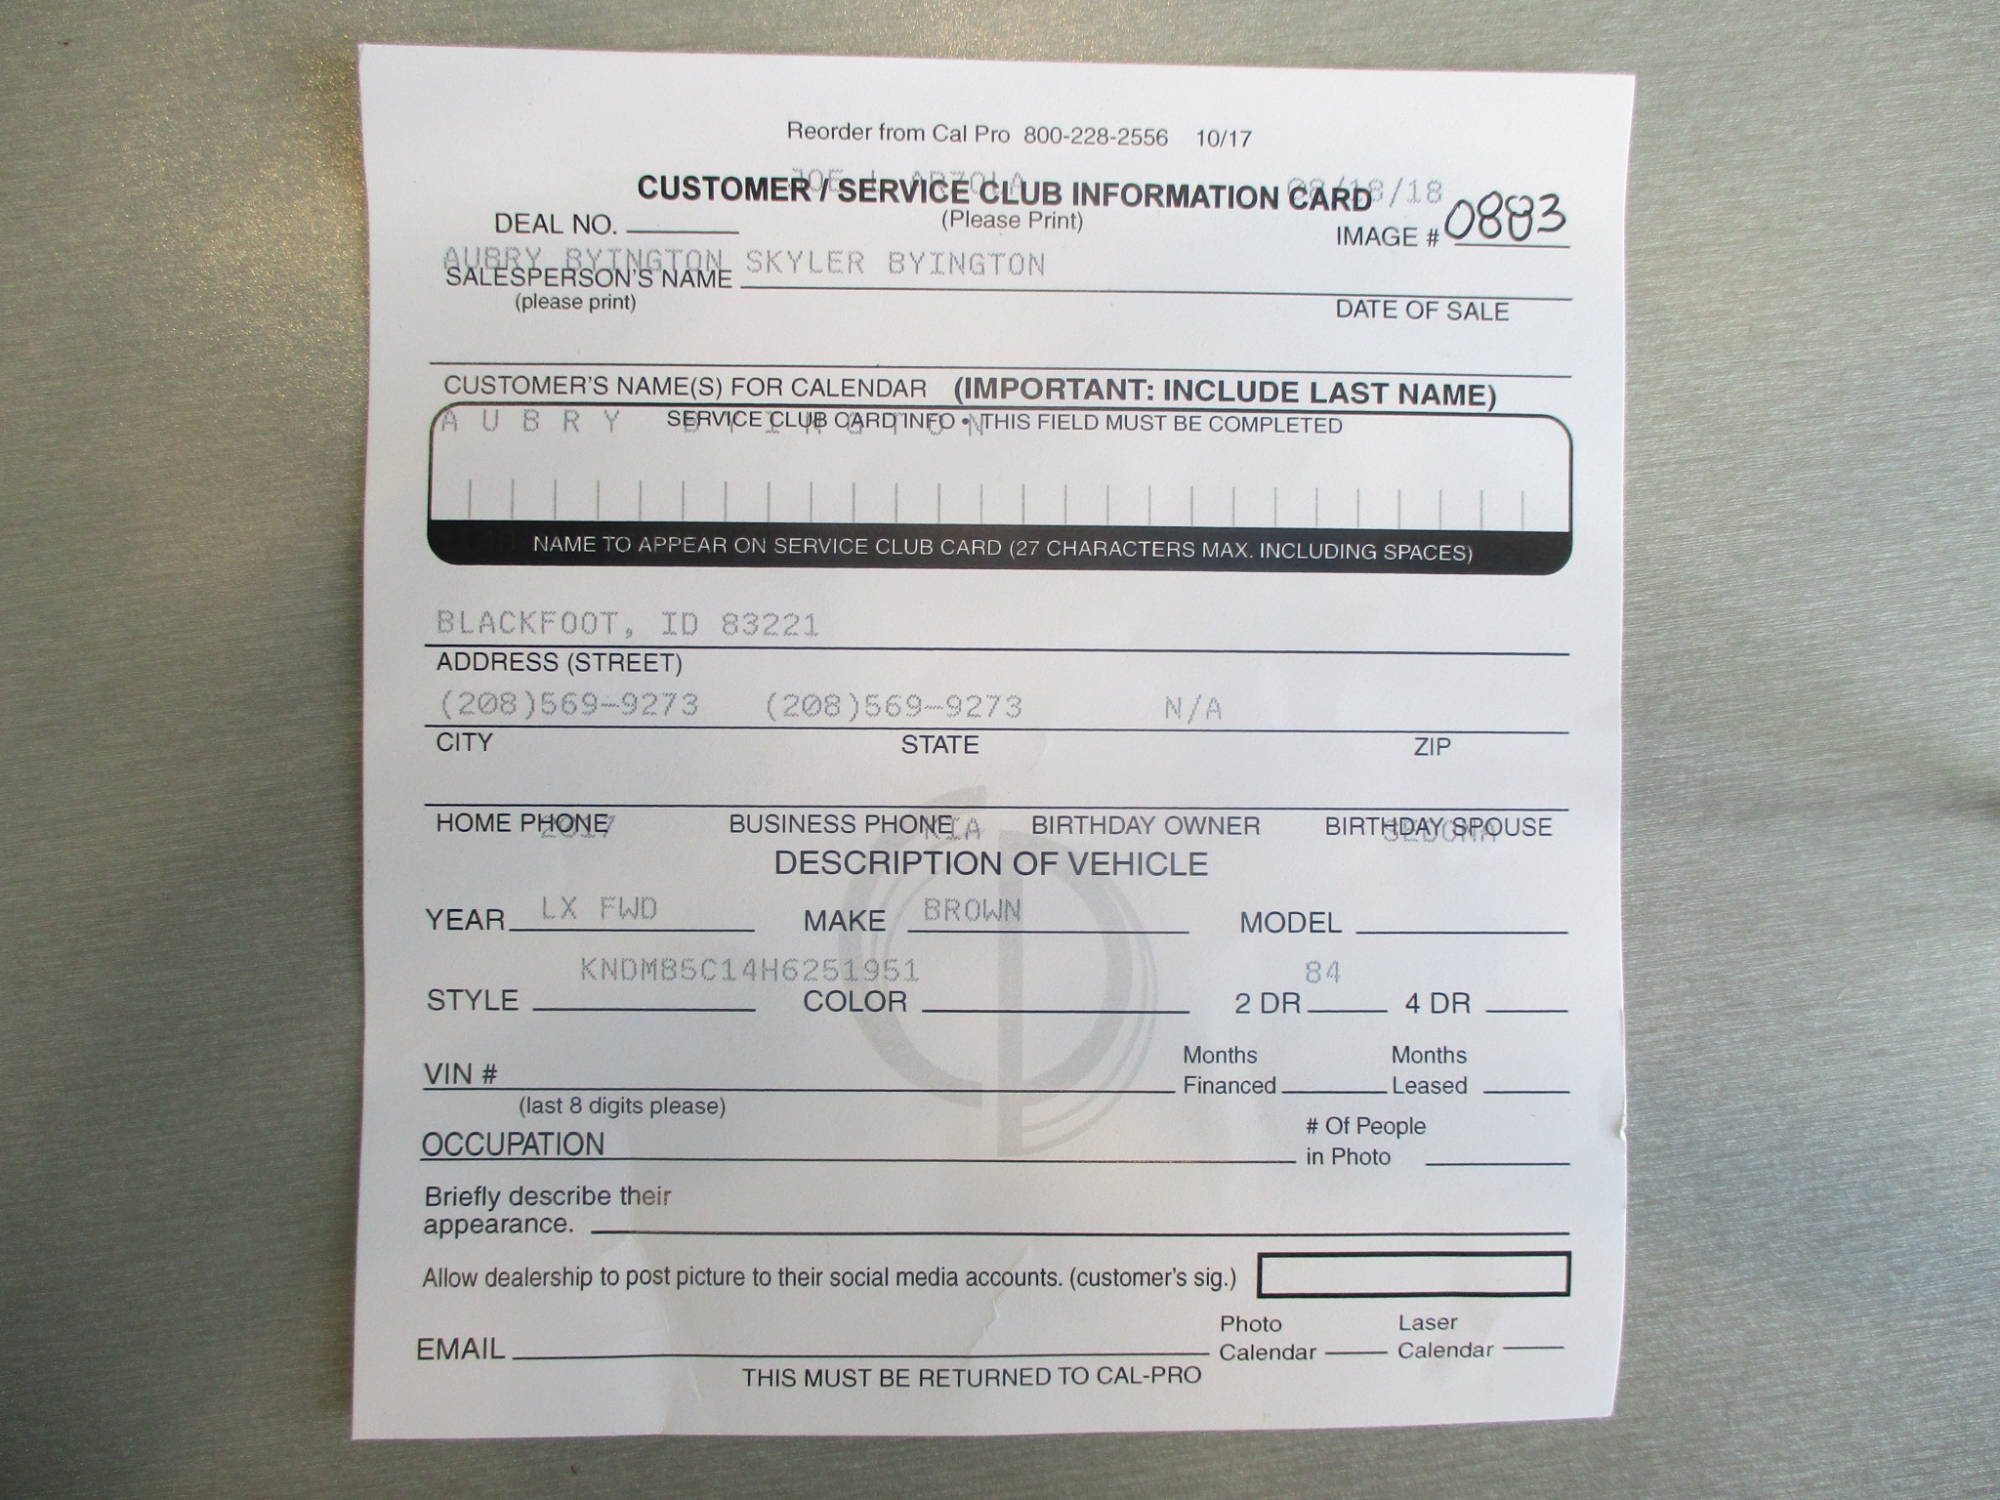 Reorder from Cal Pro 800-228-2556 10/17
JOE L ARZOLA 08/18/18
CUSTOMER / SERVICE CLUB INFORMATION CARD
DEAL NO. (Please Print) IMAGE # 0883
AUBRY BYINGTON SKYLER BYINGTON
SALESPERSON'S NAME
(please print) DATE OF SALE
CUSTOMER'S NAME(S) FOR CALENDAR (IMPORTANT: INCLUDE LAST NAME)
AUBRY BYINGTON
SERVICE CLUB CARD INFO • THIS FIELD MUST BE COMPLETED
NAME TO APPEAR ON SERVICE CLUB CARD (27 CHARACTERS MAX. INCLUDING SPACES)
BLACKFOOT, ID 83221
ADDRESS (STREET)
(208)569-9273 (208)569-9273 N/A
CITY STATE ZIP
HOME PHONE BUSINESS PHONE BIRTHDAY OWNER BIRTHDAY SPOUSE
2017 KIA SEDONA
DESCRIPTION OF VEHICLE
LX FWD BROWN
YEAR MAKE MODEL
KNDMB5C14H6251951 84
STYLE COLOR 2 DR 4 DR
VIN # Months Financed Months Leased
(last 8 digits please)
OCCUPATION # Of People in Photo
Briefly describe their
appearance.
Allow dealership to post picture to their social media accounts. (customer's sig.)
EMAIL Photo Calendar Laser Calendar
THIS MUST BE RETURNED TO CAL-PRO